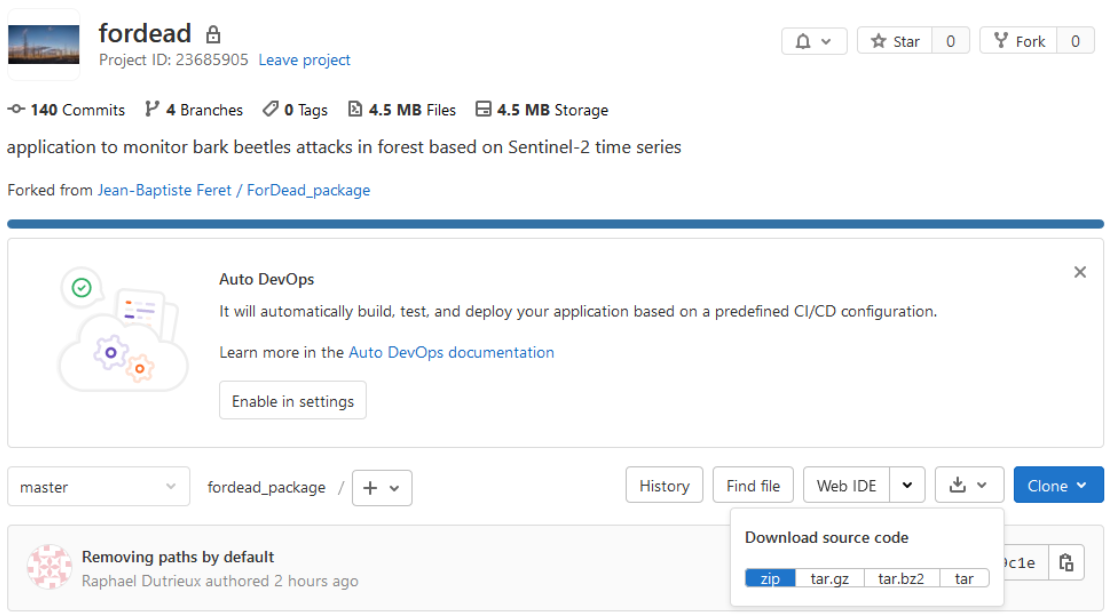 fordead
Project ID: 23685905 Leave project
Star 0
Fork 0
140 Commits 4 Branches 0 Tags 4.5 MB Files 4.5 MB Storage
application to monitor bark beetles attacks in forest based on Sentinel-2 time series
Forked from Jean-Baptiste Feret / ForDead_package
Auto DevOps
It will automatically build, test, and deploy your application based on a predefined CI/CD configuration.
Learn more in the Auto DevOps documentation
Enable in settings
master fordead_package / + History Find file Web IDE Clone
Removing paths by default
Raphael Dutrieux authored 2 hours ago
Download source code
zip tar.gz tar.bz2 tar
c1e